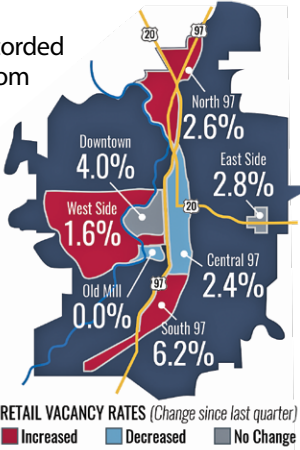 corded
om
20
97
North 97
2.6%
Downtown
4.0%
East Side
2.8%
West Side
1.6%
20
Central 97
2.4%
Old Mill
0.0%
97
South 97
6.2%
RETAIL VACANCY RATES (Change since last quarter)
Increased Decreased No Change